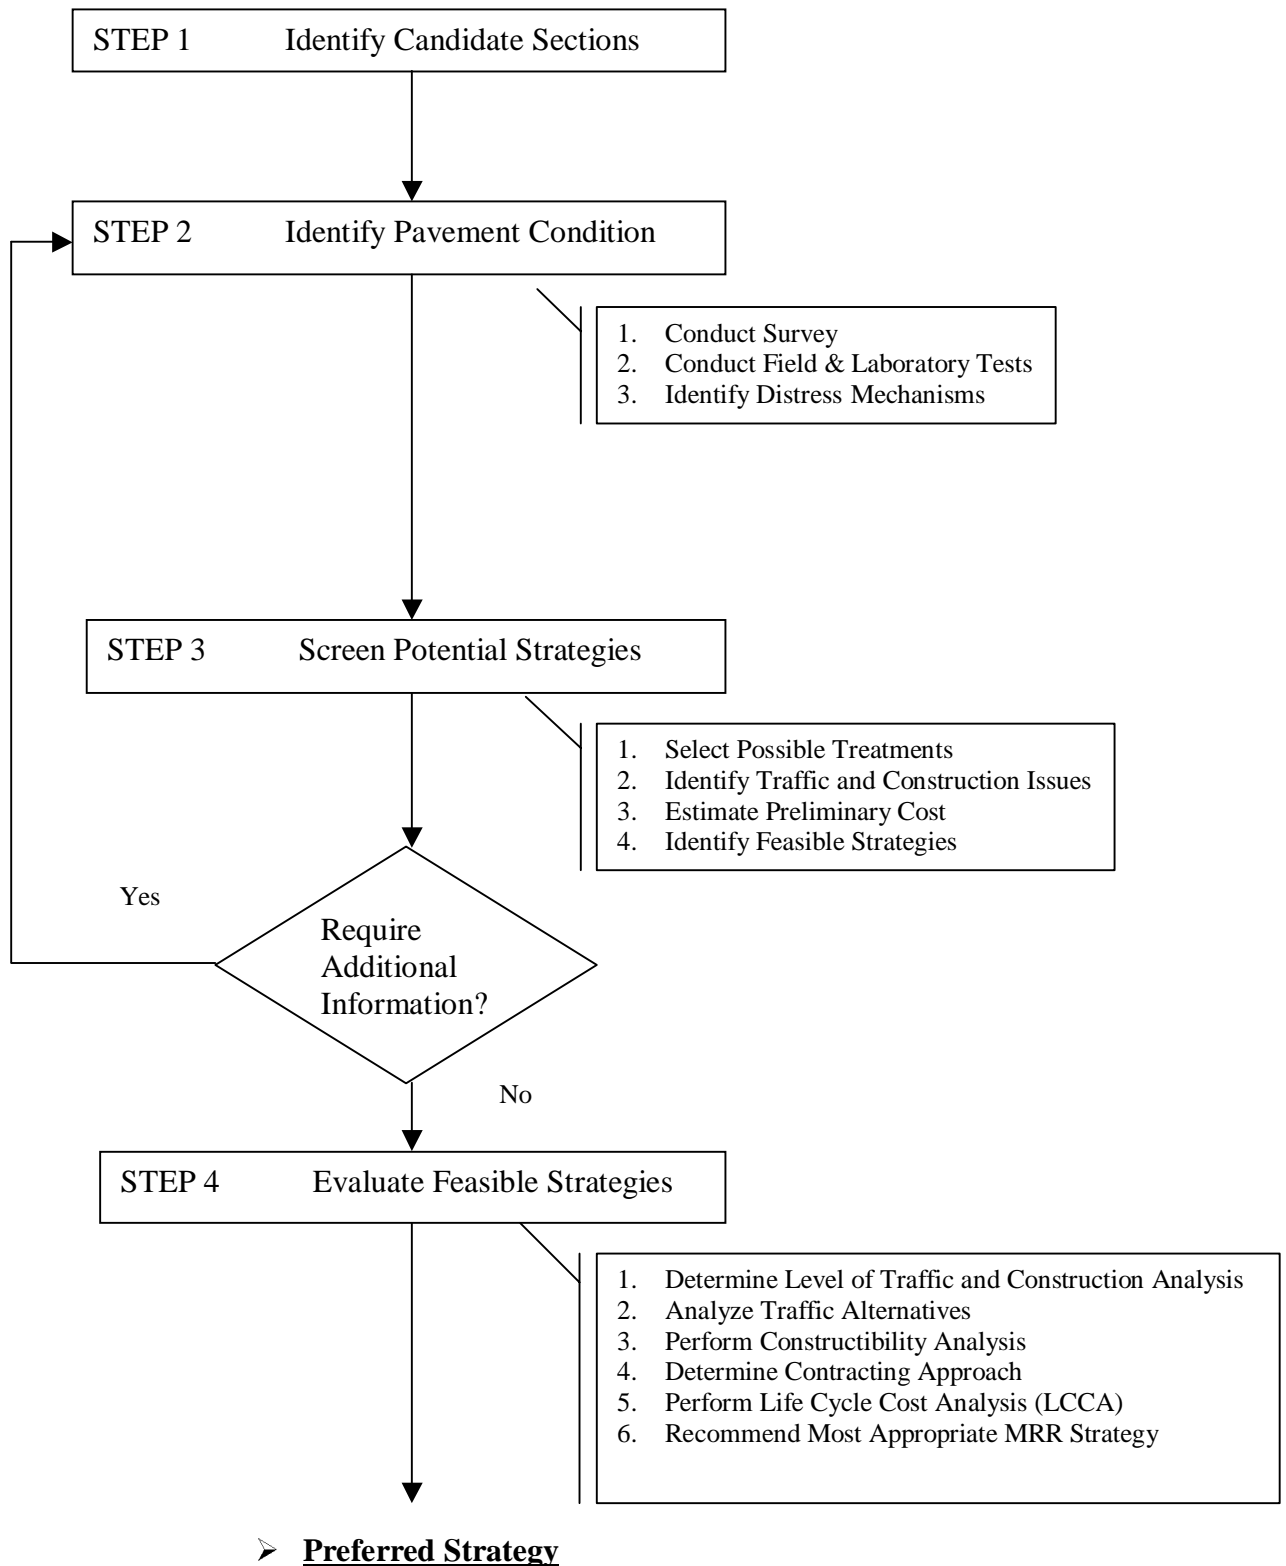 STEP 1 Identify Candidate Sections
STEP 2 Identify Pavement Condition
1. Conduct Survey
2. Conduct Field & Laboratory Tests
3. Identify Distress Mechanisms
STEP 3 Screen Potential Strategies
1. Select Possible Treatments
2. Identify Traffic and Construction Issues
3. Estimate Preliminary Cost
4. Identify Feasible Strategies
Yes
Require
Additional
Information?
No
STEP 4 Evaluate Feasible Strategies
1. Determine Level of Traffic and Construction Analysis
2. Analyze Traffic Alternatives
3. Perform Constructibility Analysis
4. Determine Contracting Approach
5. Perform Life Cycle Cost Analysis (LCCA)
6. Recommend Most Appropriate MRR Strategy
➢ Preferred Strategy